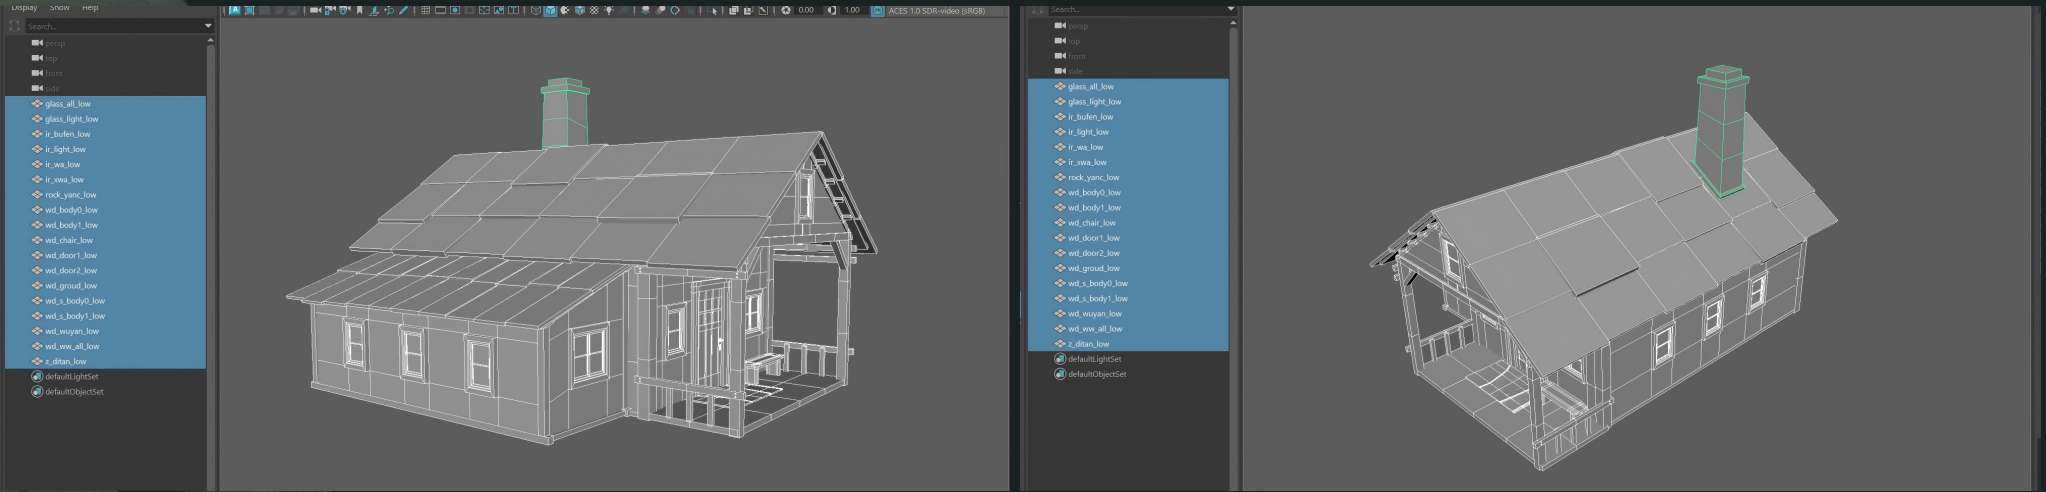 Display Show Help
0.00 1.00 ACES 1.0 SDR-video (sRGB)
Search...
persp
top
front
side
glass_all_low
glass_light_low
ir_bufen_low
ir_light_low
ir_wa_low
ir_xwa_low
rock_yanc_low
wd_body0_low
wd_body1_low
wd_chair_low
wd_door1_low
wd_door2_low
wd_groud_low
wd_s_body0_low
wd_s_body1_low
wd_wuyan_low
wd_ww_all_low
z_ditan_low
defaultLightSet
defaultObjectSet
Search...
persp
top
front
side
glass_all_low
glass_light_low
ir_bufen_low
ir_light_low
ir_wa_low
ir_xwa_low
rock_yanc_low
wd_body0_low
wd_body1_low
wd_chair_low
wd_door1_low
wd_door2_low
wd_groud_low
wd_s_body0_low
wd_s_body1_low
wd_wuyan_low
wd_ww_all_low
z_ditan_low
defaultLightSet
defaultObjectSet